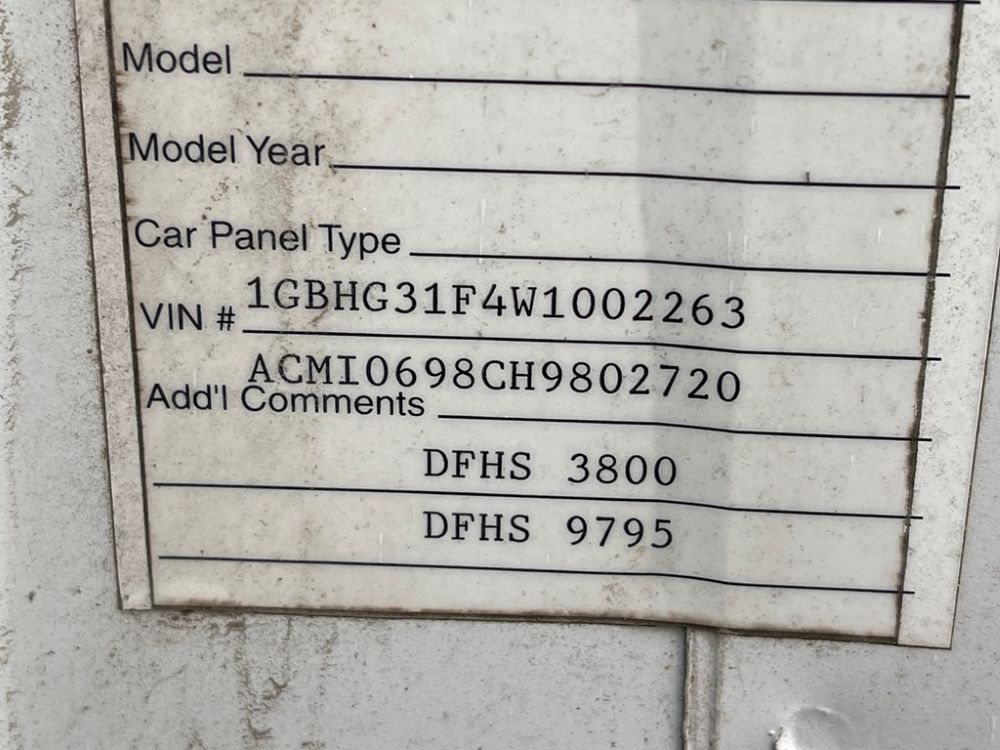 Model
Model Year
Car Panel Type
VIN # 1GBHG31F4W1002263
ACMI0698CH9802720
Add'l Comments
DFHS 3800
DFHS 9795